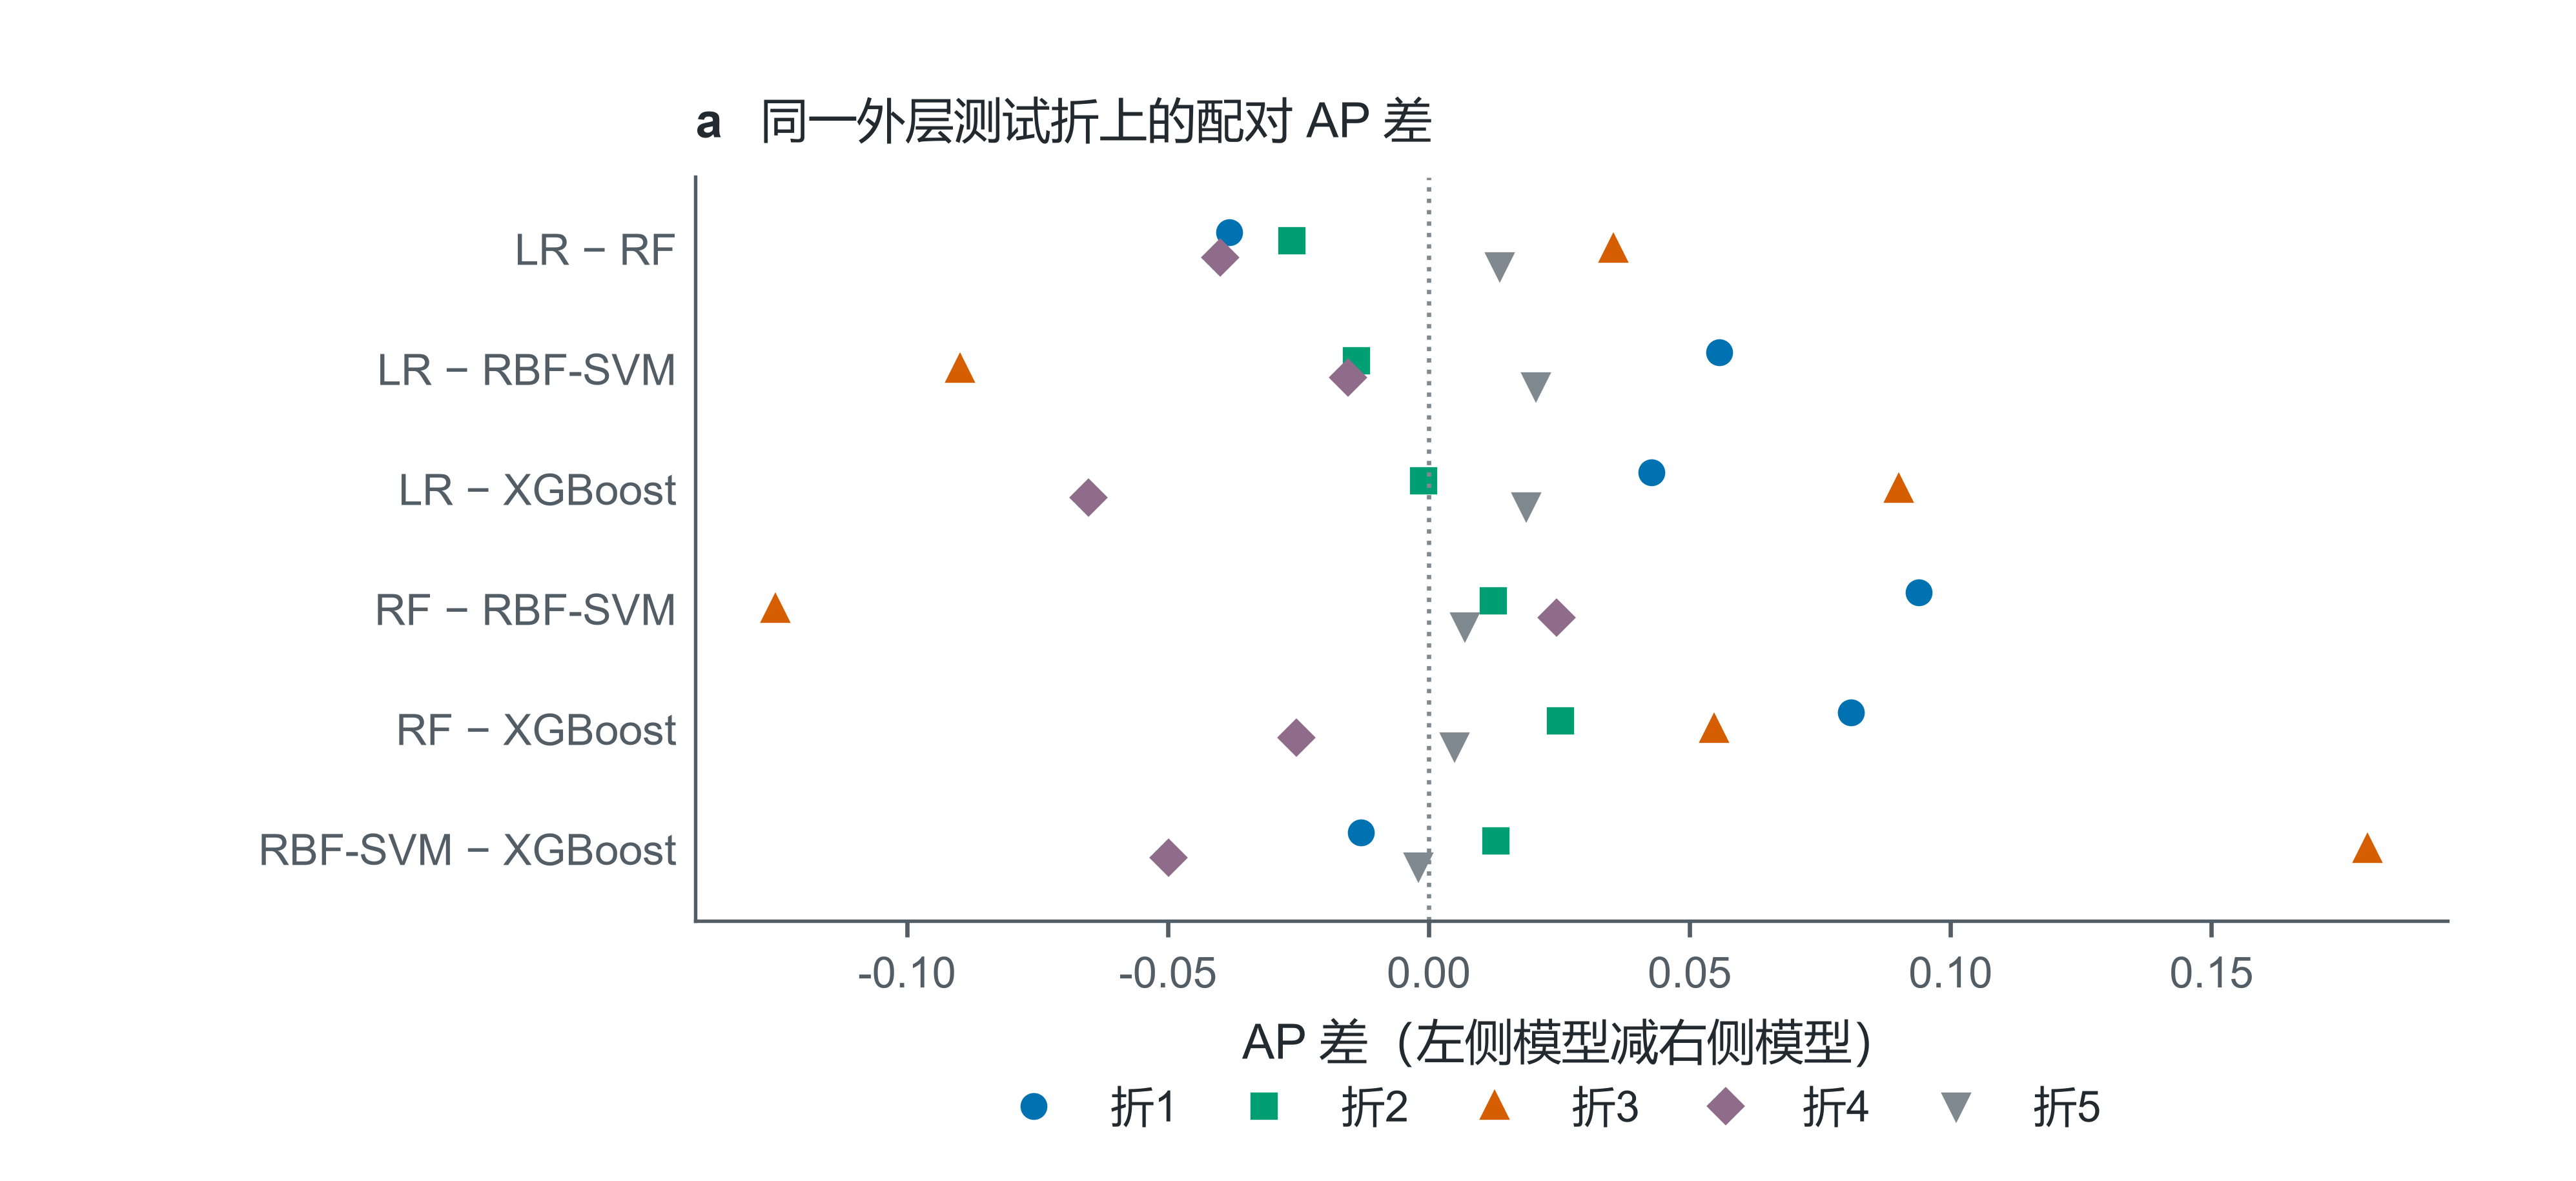 a 同一外层测试折上的配对 AP 差
LR − RF
LR − RBF-SVM
LR − XGBoost
RF − RBF-SVM
RF − XGBoost
RBF-SVM − XGBoost
-0.10 -0.05 0.00 0.05 0.10 0.15
AP 差（左侧模型减右侧模型）
折1 折2 折3 折4 折5